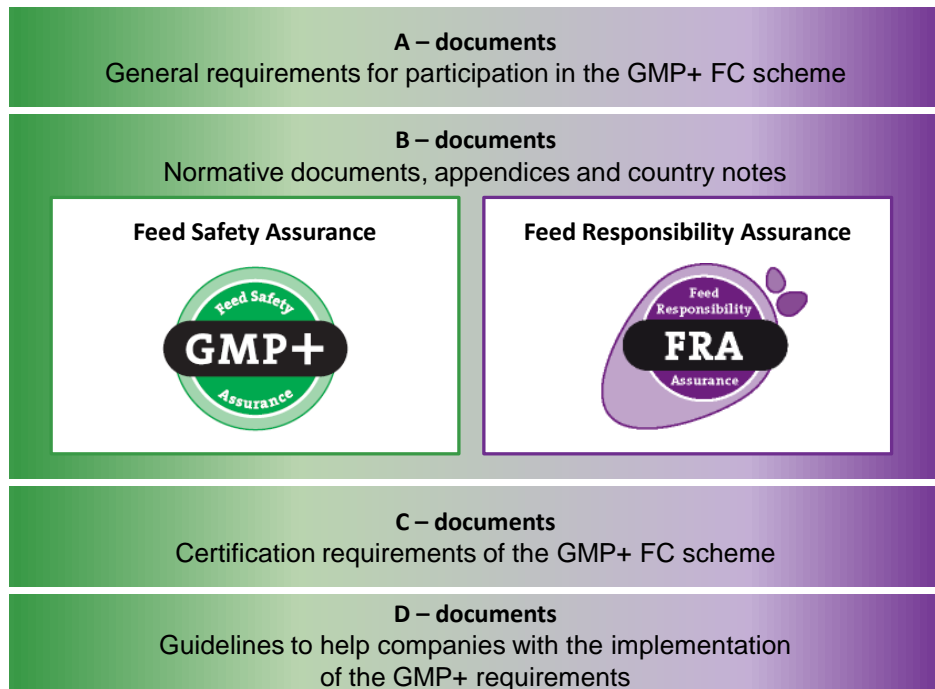 A – documents
General requirements for participation in the GMP+ FC scheme
B – documents
Normative documents, appendices and country notes
Feed Safety Assurance
Feed Safety
GMP+
Assurance
Feed Responsibility Assurance
Feed
Responsibility
FRA
Assurance
C – documents
Certification requirements of the GMP+ FC scheme
D – documents
Guidelines to help companies with the implementation
of the GMP+ requirements